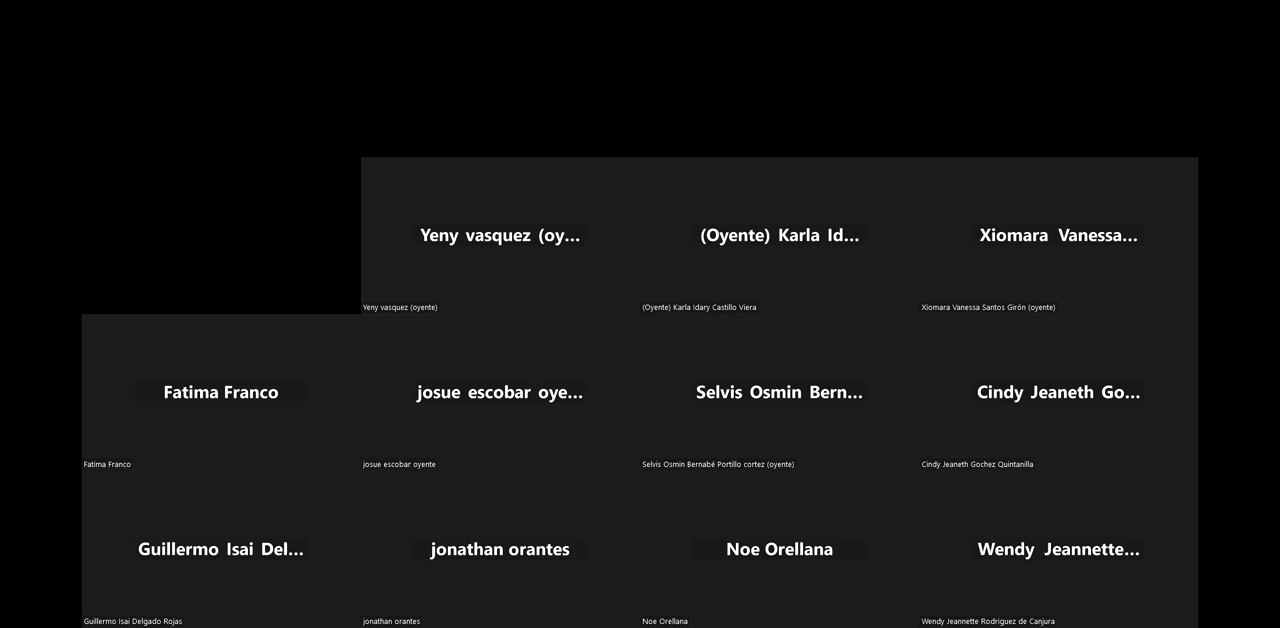 Yeny vasquez (oy...
(Oyente) Karla Id...
Xiomara Vanessa...
Yeny vasquez (oyente)
(Oyente) Karla Idary Castillo Viera
Xiomara Vanessa Santos Girón (oyente)
Fatima Franco
josue escobar oye...
Selvis Osmin Bern...
Cindy Jeaneth Go...
Fatima Franco
josue escobar oyente
Selvis Osmin Bernabé Portillo cortez (oyente)
Cindy Jeaneth Gochez Quintanilla
Guillermo Isai Del...
jonathan orantes
Noe Orellana
Wendy Jeannette...
Guillermo Isai Delgado Rojas
jonathan orantes
Noe Orellana
Wendy Jeannette Rodriguez de Canjura